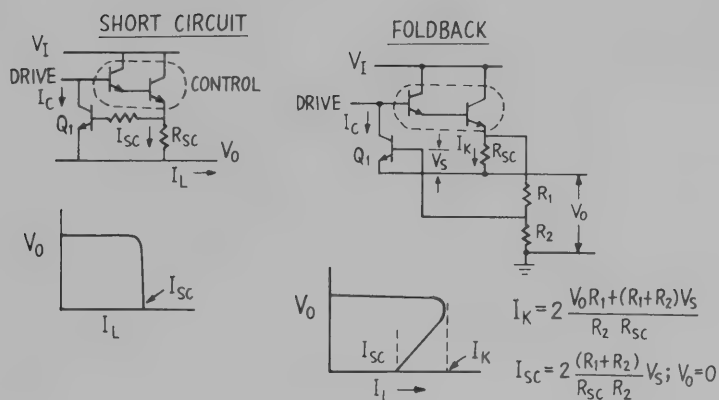 SHORT CIRCUIT
V_I
DRIVE
CONTROL
I_C
Q_1
I_SC
R_SC
V_O
I_L
V_O
I_SC
I_L
FOLDBACK
V_I
DRIVE
I_C
Q_1
V_S
I_K
R_SC
R_1
V_O
R_2
V_O
I_SC
I_K
I_L
I_K = 2 (V_O R_1 + (R_1 + R_2) V_S) / (R_2 R_SC)
I_SC = 2 (R_1 + R_2) / (R_SC R_2) V_S ; V_O = 0